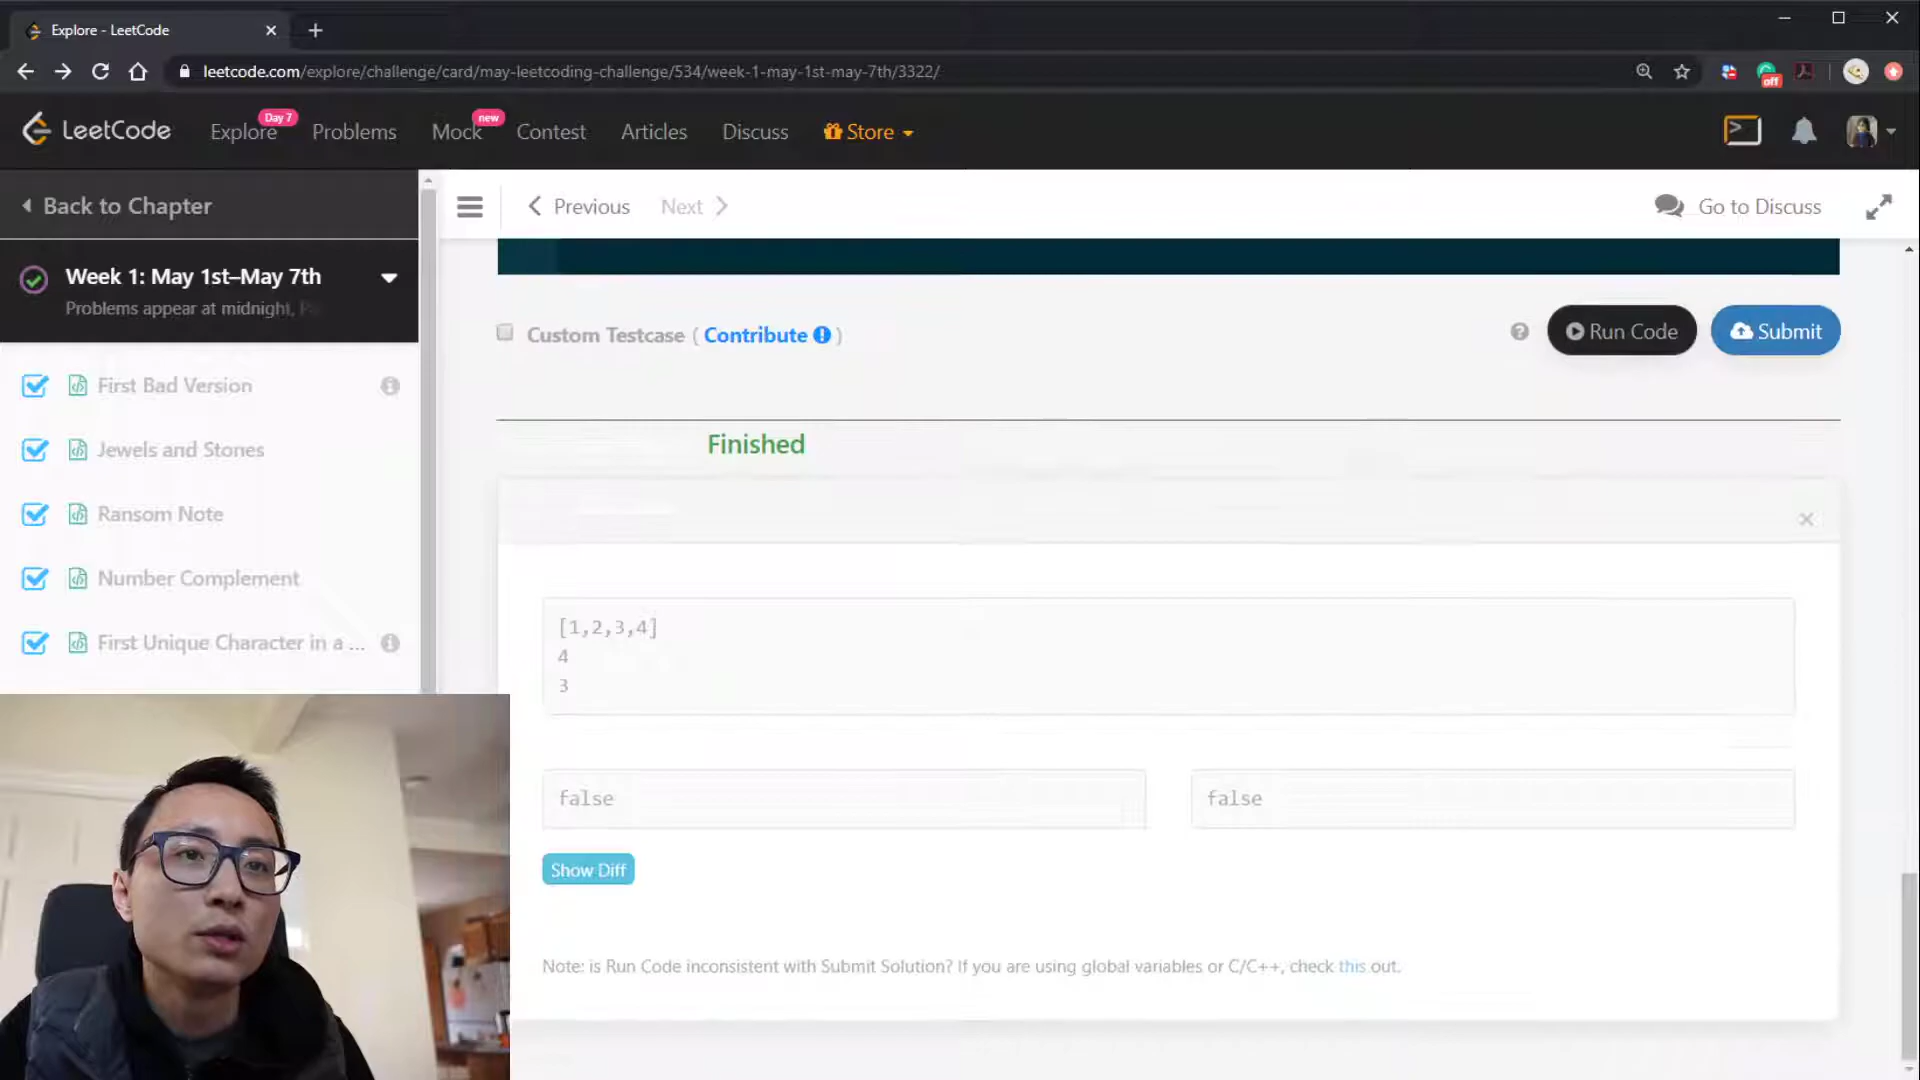 Explore - LeetCode
leetcode.com/explore/challenge/card/may-leetcoding-challenge/534/week-1-may-1st-may-7th/3322/
off
LeetCode
Explore
Day 7
Problems
Mock
new
Contest
Articles
Discuss
Store
Back to Chapter
Previous
Next
Go to Discuss
Week 1: May 1st–May 7th
Problems appear at midnight,
Custom Testcase ( Contribute )
Run Code
Submit
First Bad Version
Finished
Jewels and Stones
Ransom Note
Number Complement
First Unique Character in a ...
[1,2,3,4]
4
3
false
false
Show Diff
Note: is Run Code inconsistent with Submit Solution? If you are using global variables or C/C++, check this out.